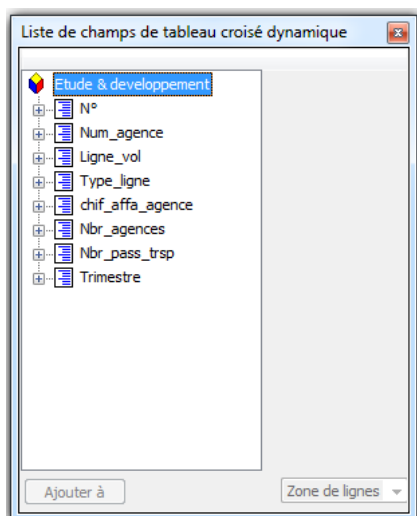 Liste de champs de tableau croisé dynamique
Etude & developpement
N°
Num_agence
Ligne_vol
Type_ligne
chif_affa_agence
Nbr_agences
Nbr_pass_trsp
Trimestre
Ajouter à
Zone de lignes